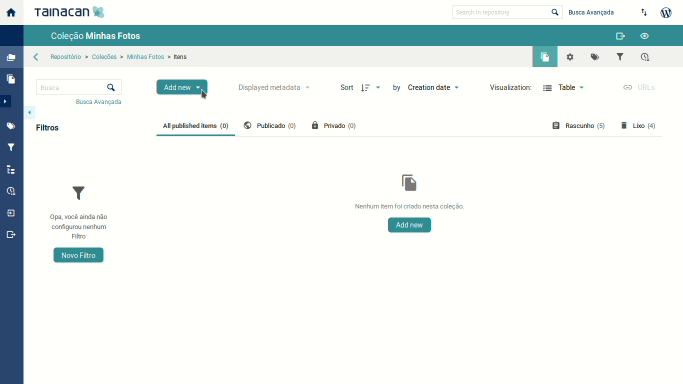 TAINACAN
Search in repository
Busca Avançada
Coleção Minhas Fotos
Repositório > Coleções > Minhas Fotos > Itens
Busca
Busca Avançada
Add new
Displayed metadata
Sort
by
Creation date
Visualization:
Table
URLs
Filtros
All published items (0)
Publicado (0)
Privado (0)
Rascunho (5)
Lixo (4)
Opa, você ainda não
configurou nenhum
Filtro
Novo Filtro
Nenhum item foi criado nesta coleção.
Add new